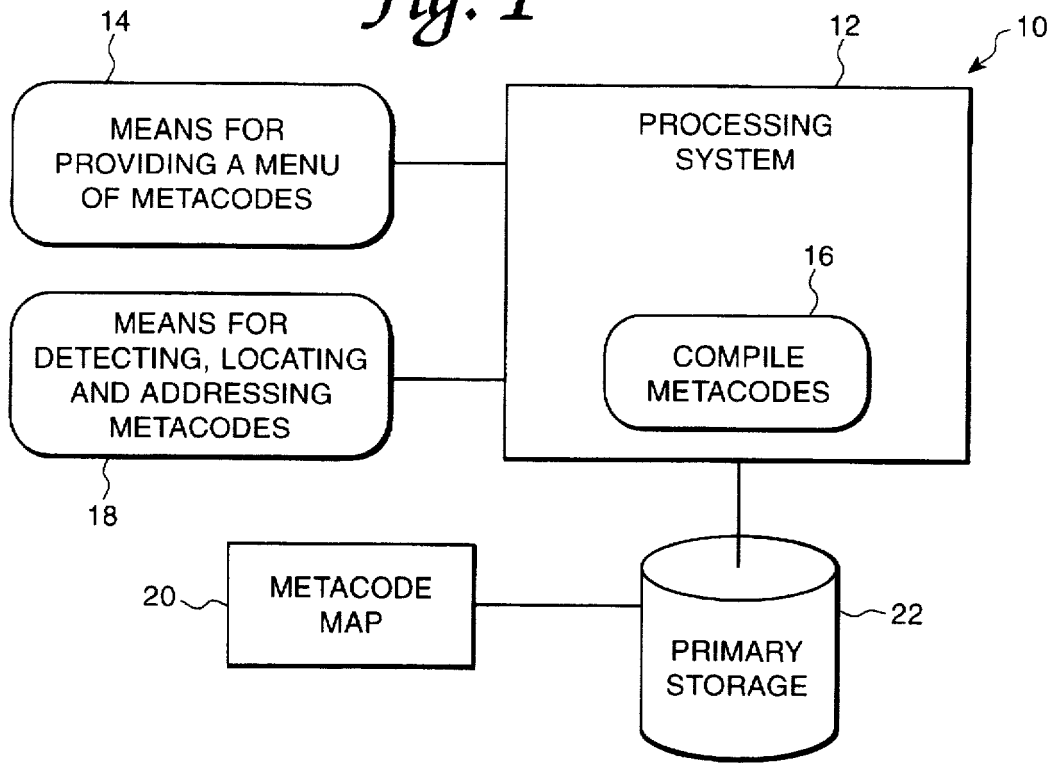 Fig. 1
14
12
10
MEANS FOR
PROVIDING A MENU
OF METACODES
PROCESSING
SYSTEM
16
MEANS FOR
DETECTING, LOCATING
AND ADDRESSING
METACODES
COMPILE
METACODES
18
20
METACODE
MAP
22
PRIMARY
STORAGE